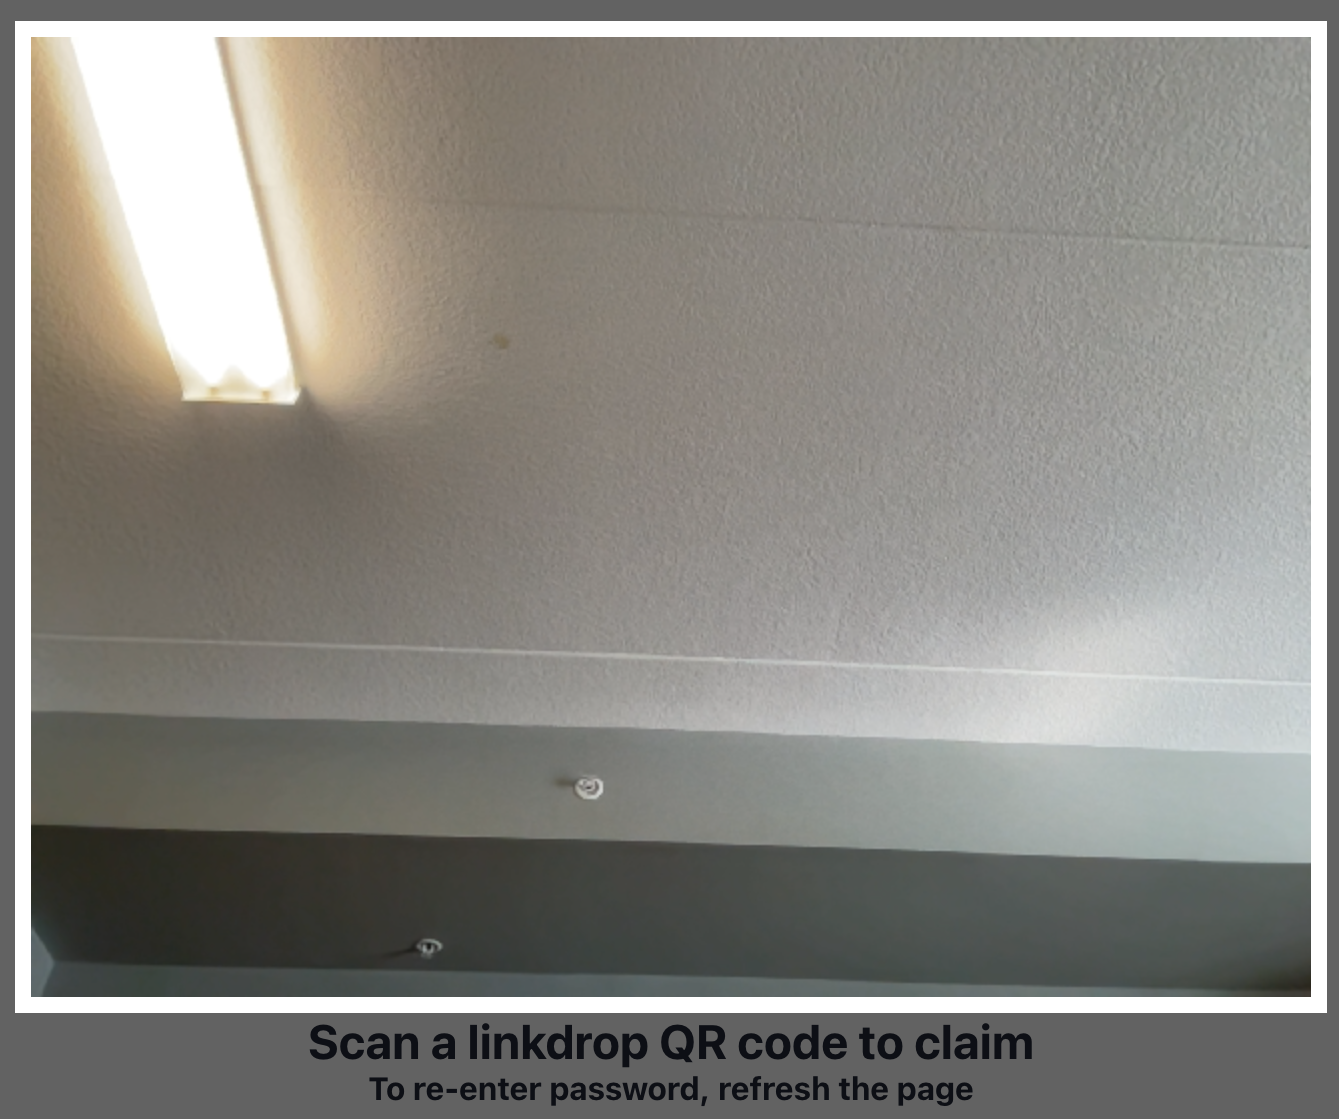 Scan a linkdrop QR code to claim
To re-enter password, refresh the page